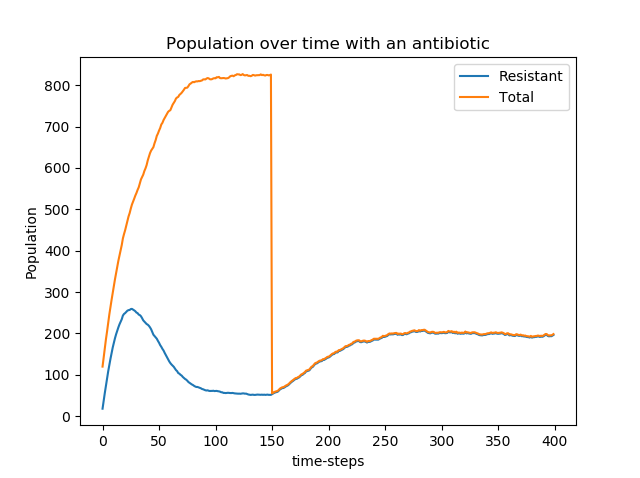 Population over time with an antibiotic
Resistant
Total
Population
800
700
600
500
400
300
200
100
0
0 50 100 150 200 250 300 350 400
time-steps